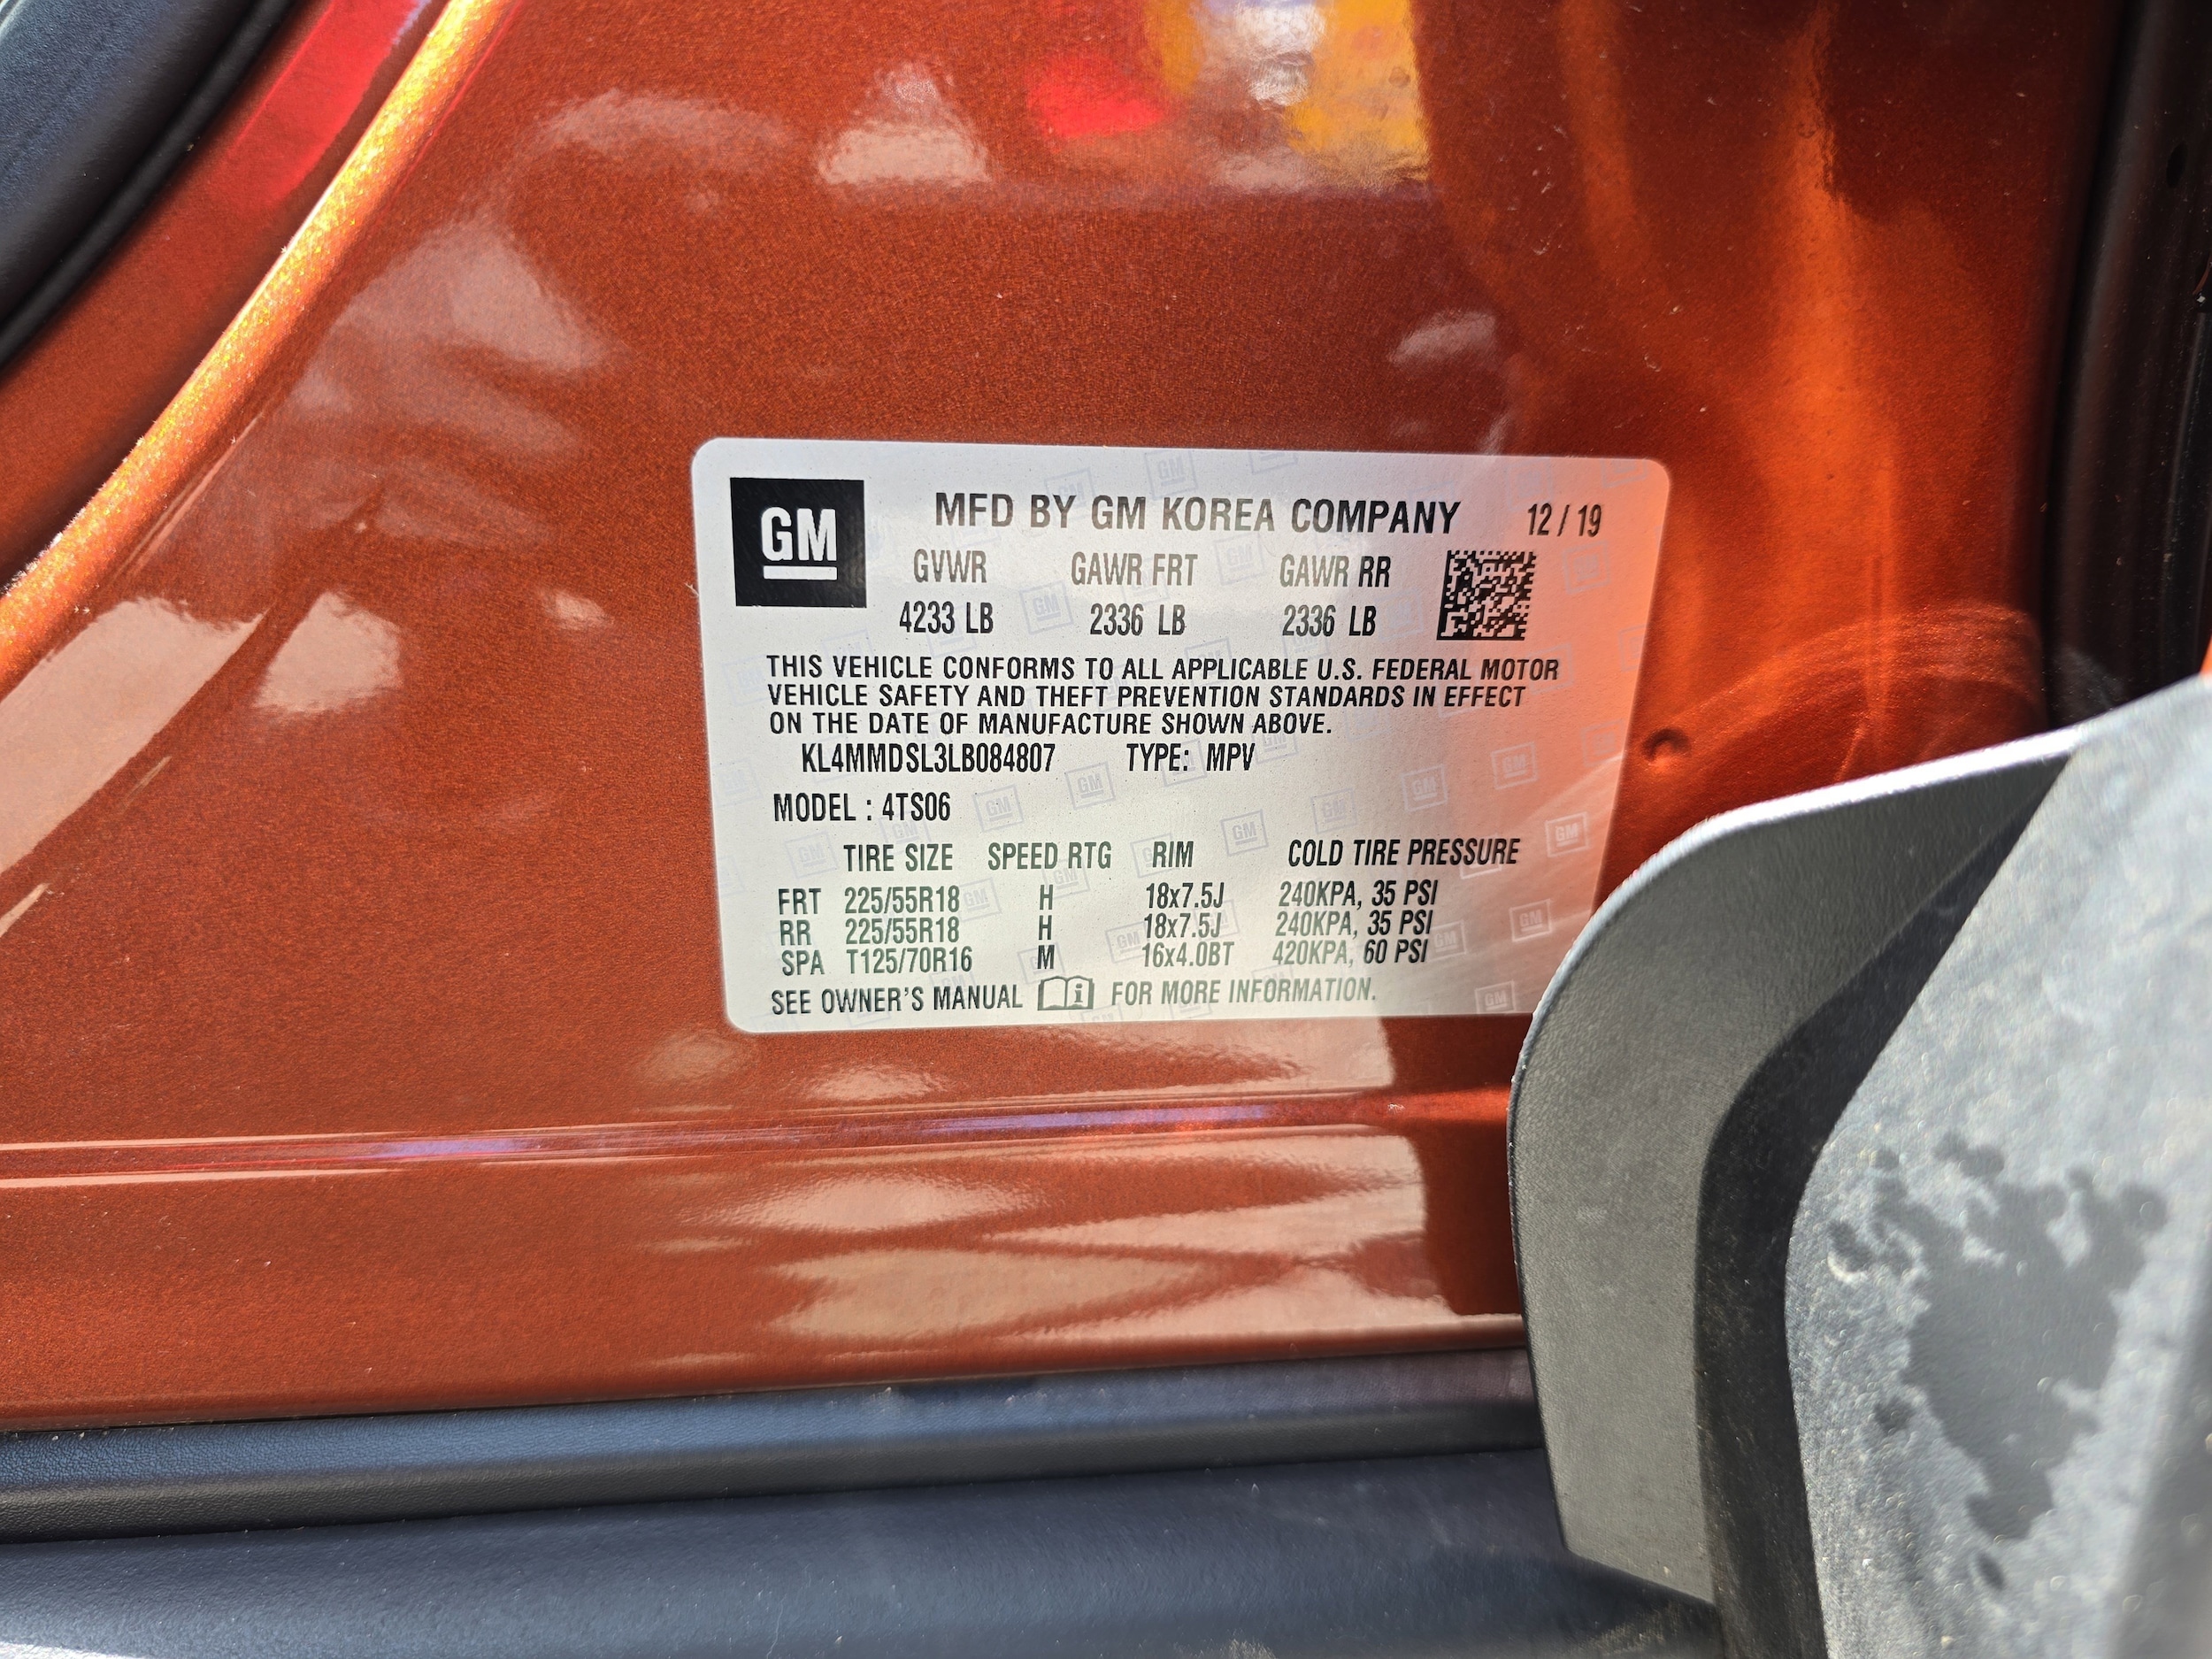 GM
MFD BY GM KOREA COMPANY 12 / 19
GVWR GAWR FRT GAWR RR
4233 LB 2336 LB 2336 LB
THIS VEHICLE CONFORMS TO ALL APPLICABLE U.S. FEDERAL MOTOR
VEHICLE SAFETY AND THEFT PREVENTION STANDARDS IN EFFECT
ON THE DATE OF MANUFACTURE SHOWN ABOVE.
KL4MMDSL3LB084807 TYPE: MPV
MODEL : 4TS06
TIRE SIZE SPEED RTG RIM COLD TIRE PRESSURE
FRT 225/55R18 H 18x7.5J 240KPA, 35 PSI
RR 225/55R18 H 18x7.5J 240KPA, 35 PSI
SPA T125/70R16 M 16x4.0BT 420KPA, 60 PSI
SEE OWNER'S MANUAL FOR MORE INFORMATION.